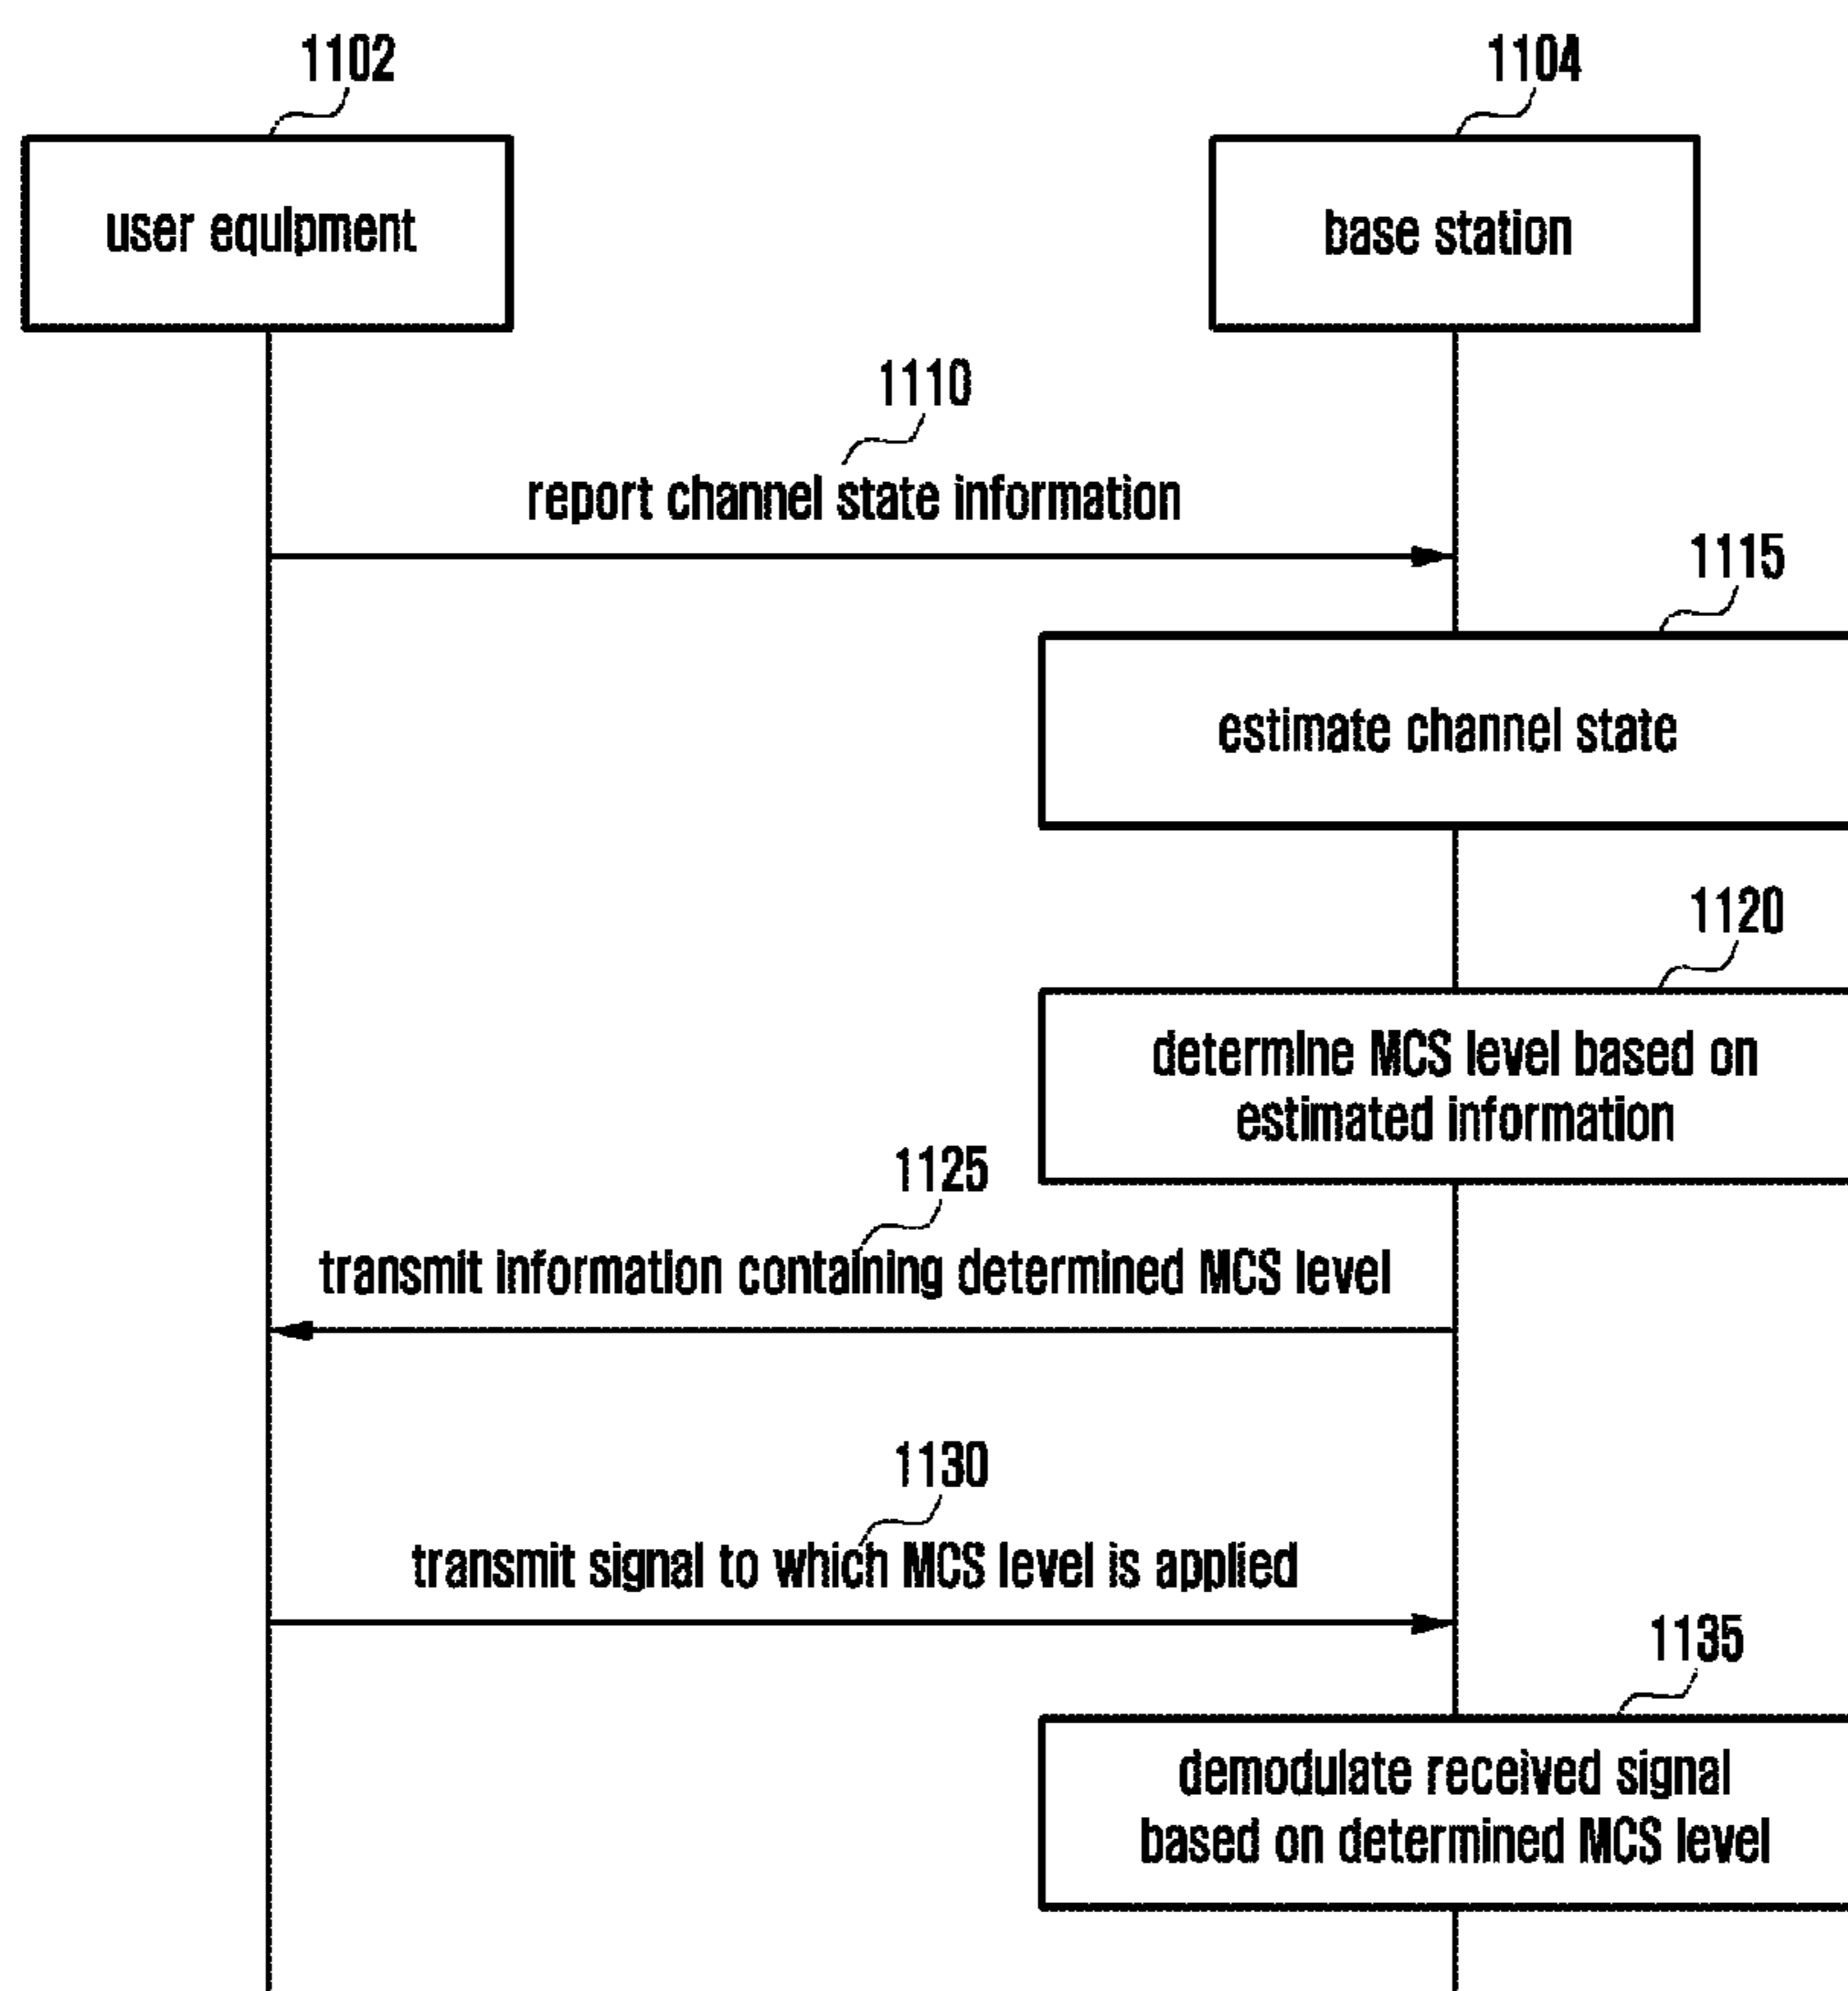 1102
1104
user equipment
base station
1110
report channel state information
1115
estimate channel state
1120
determine MCS level based on
estimated information
1125
transmit information containing determined MCS level
1130
transmit signal to which MCS level is applied
1135
demodulate received signal
based on determined MCS level